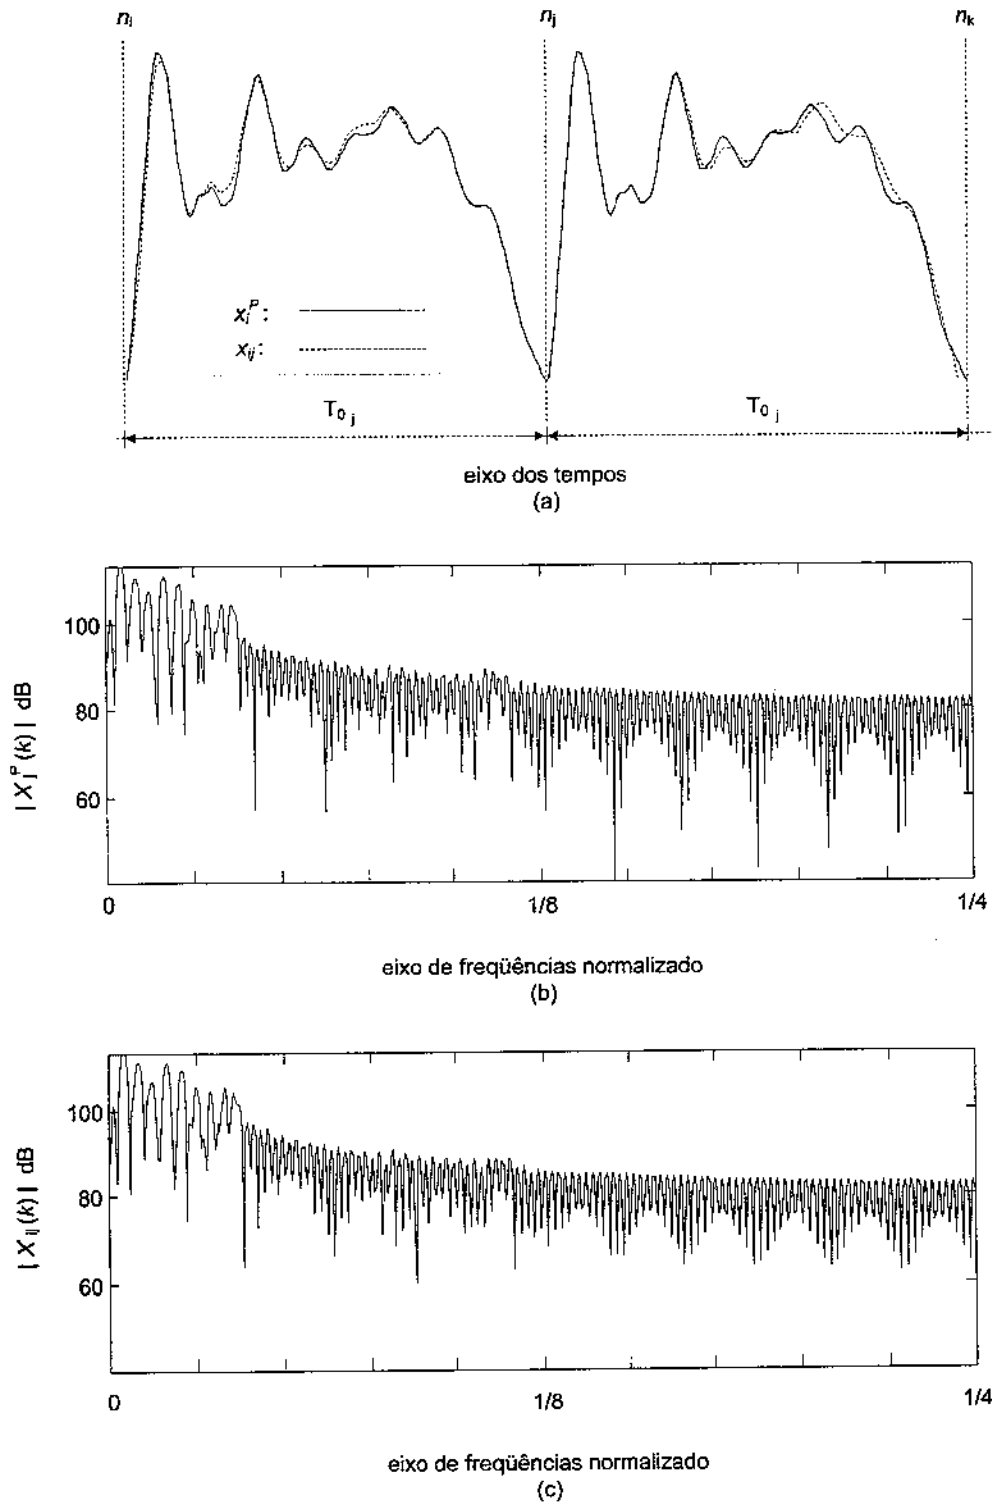 nᵢ nⱼ nₖ
xᵢᴾ:
xᵢⱼ:
T₀ ⱼ T₀ ⱼ
eixo dos tempos
(a)
| Xⱼᴾ (k) | dB
100
80
60
0 1/8 1/4
eixo de freqüências normalizado
(b)
| Xᵢⱼ (k) | dB
100
80
60
0 1/8 1/4
eixo de freqüências normalizado
(c)